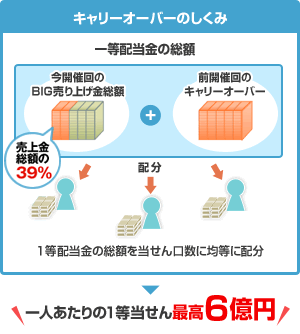 キャリーオーバーのしくみ
一等配当金の総額
今開催回の
BIG売り上げ金総額
前開催回の
キャリーオーバー
+
売上金
総額の
39%
配分
1等配当金の総額を当せん口数に均等に配分
一人あたりの1等当せん最高6億円